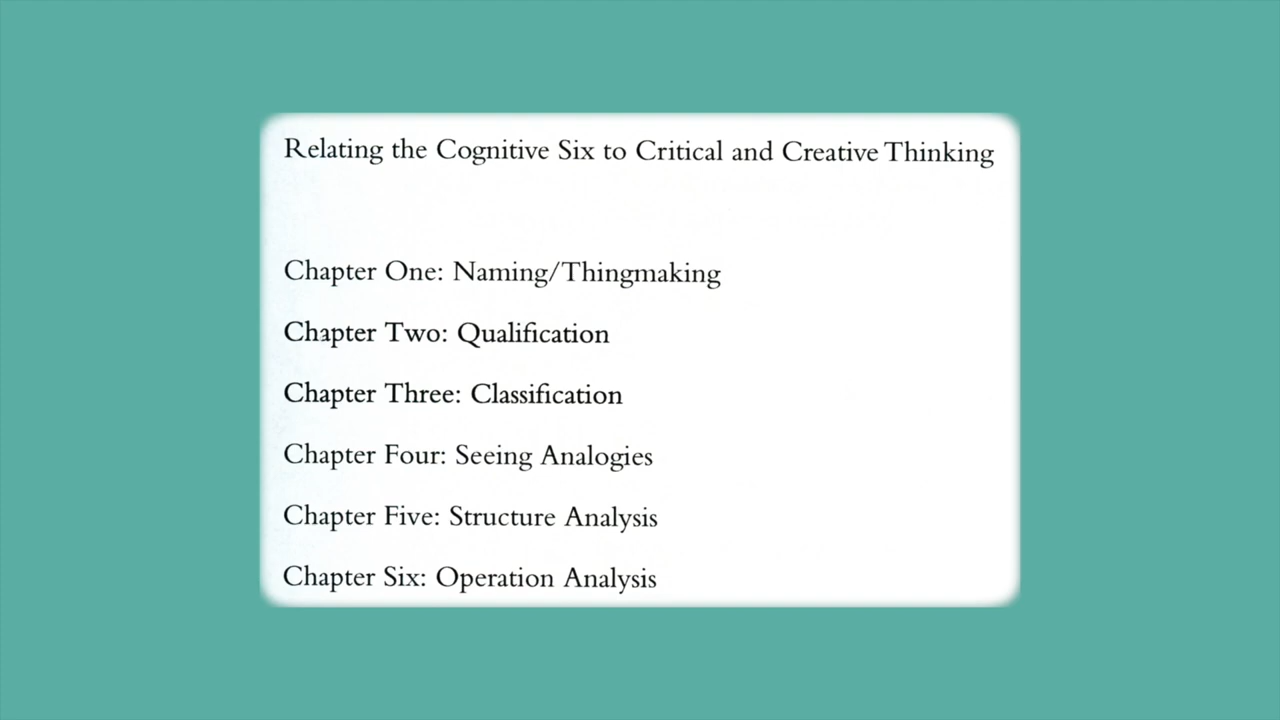 Relating the Cognitive Six to Critical and Creative Thinking
Chapter One: Naming/Thingmaking
Chapter Two: Qualification
Chapter Three: Classification
Chapter Four: Seeing Analogies
Chapter Five: Structure Analysis
Chapter Six: Operation Analysis